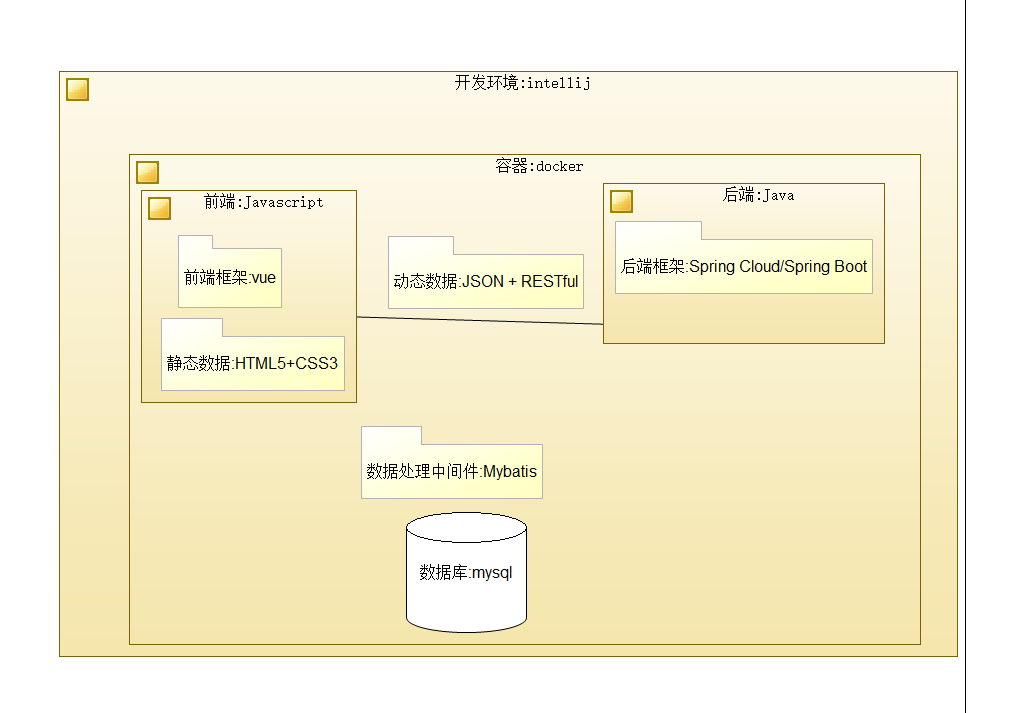 开发环境:intellij
容器:docker
前端:Javascript
后端:Java
前端框架:vue
动态数据:JSON + RESTful
后端框架:Spring Cloud/Spring Boot
静态数据:HTML5+CSS3
数据处理中间件:Mybatis
数据库:mysql